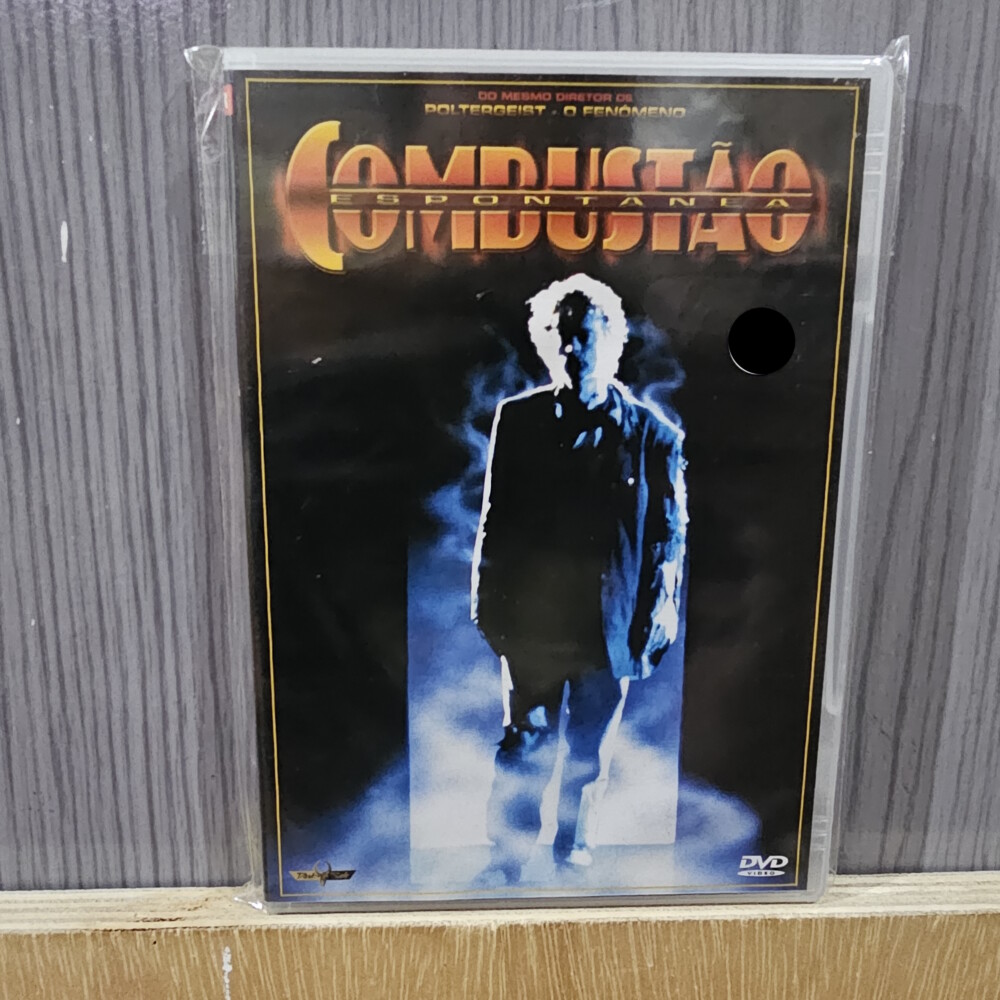 DO MESMO DIRETOR DE
POLTERGEIST - O FENÔMENO
COMBUSTÃO
ESPONTÂNEA
DVD
VIDEO